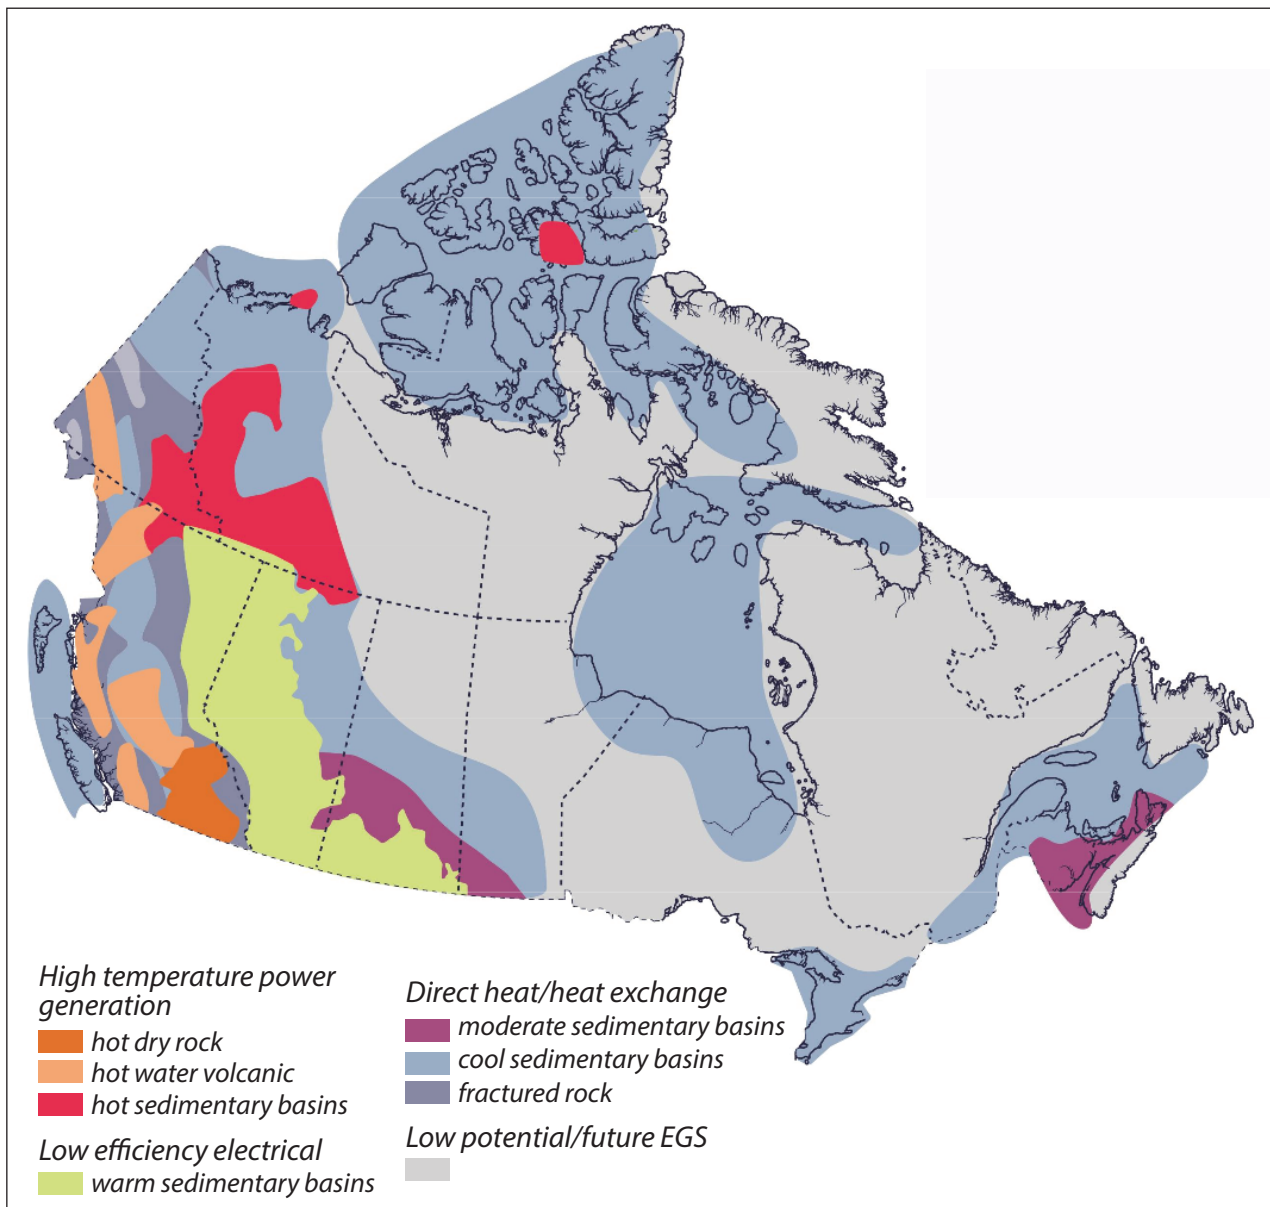 High temperature power
generation
hot dry rock
hot water volcanic
hot sedimentary basins
Low efficiency electrical
warm sedimentary basins
Direct heat/heat exchange
moderate sedimentary basins
cool sedimentary basins
fractured rock
Low potential/future EGS